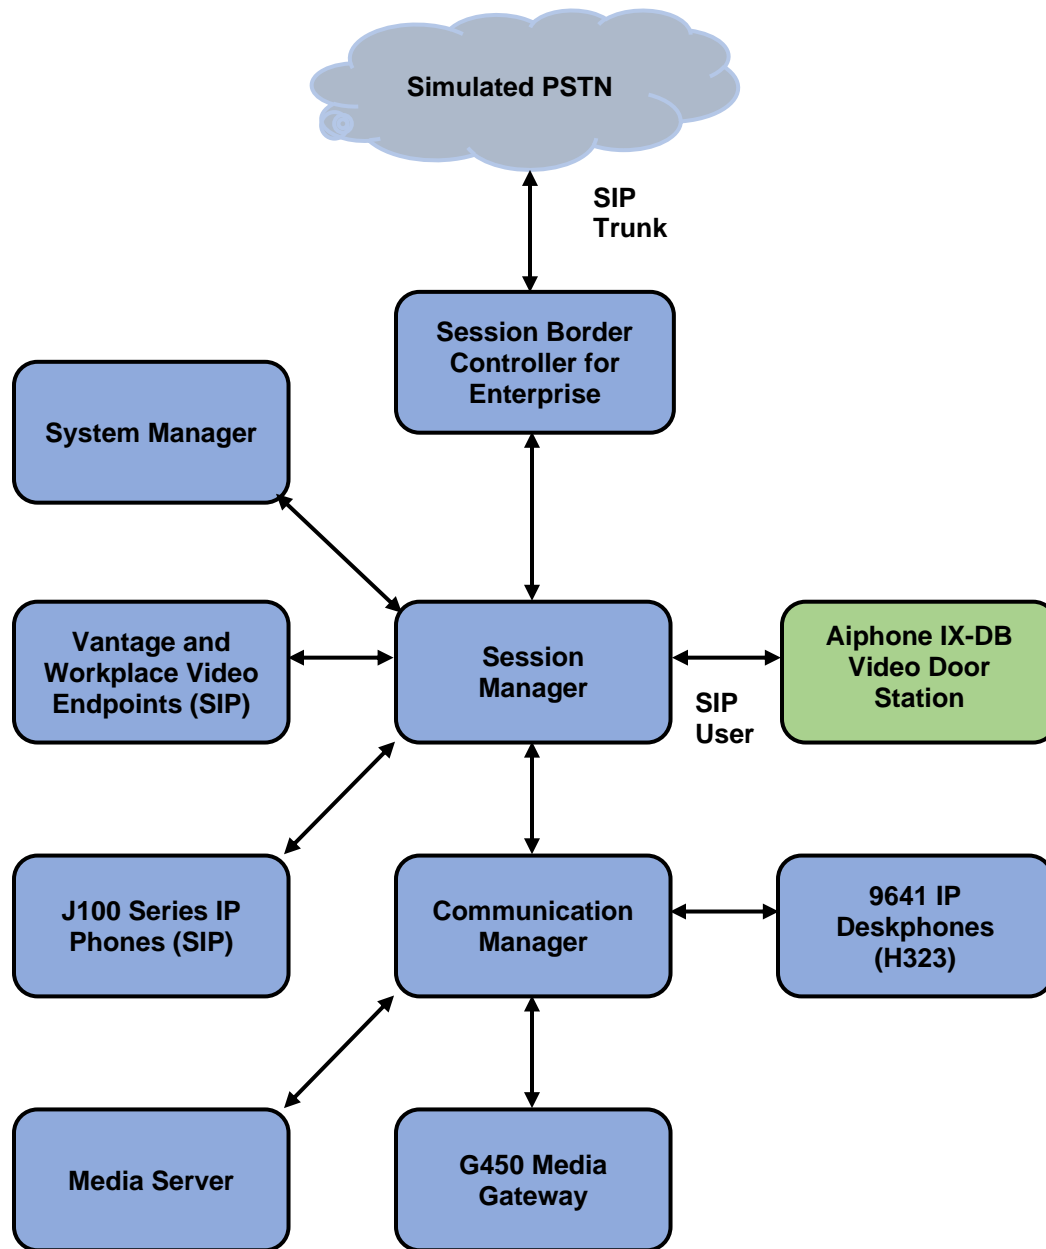 Simulated PSTN
SIP
Trunk
Session Border
Controller for
Enterprise
System Manager
Vantage and
Workplace Video
Endpoints (SIP)
Session
Manager
SIP
User
Aiphone IX-DB
Video Door
Station
J100 Series IP
Phones (SIP)
Communication
Manager
9641 IP
Deskphones
(H323)
Media Server
G450 Media
Gateway